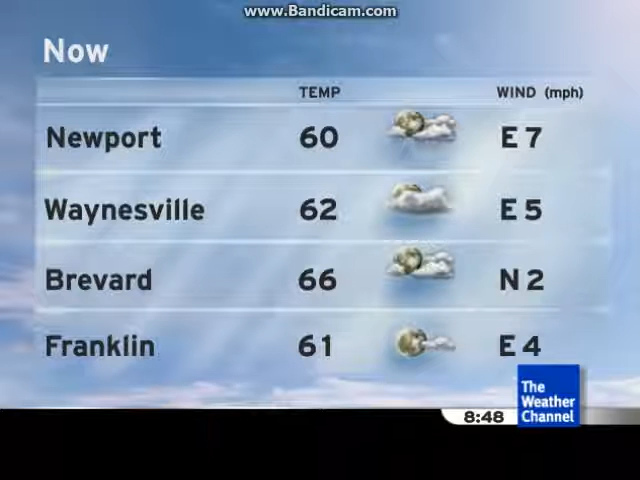 www.Bandicam.com
Now
TEMP WIND (mph)
Newport 60 E 7
Waynesville 62 E 5
Brevard 66 N 2
Franklin 61 E 4
The
Weather
8:48 Channel